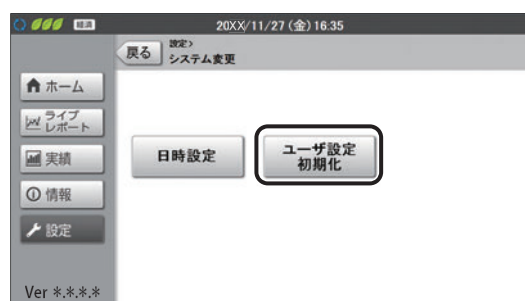 経済
20XX/11/27 (金) 16.35
戻る
設定>
システム変更
ホーム
ライブ
レポート
実績
情報
設定
日時設定
ユーザ設定
初期化
Ver *.*.*.*